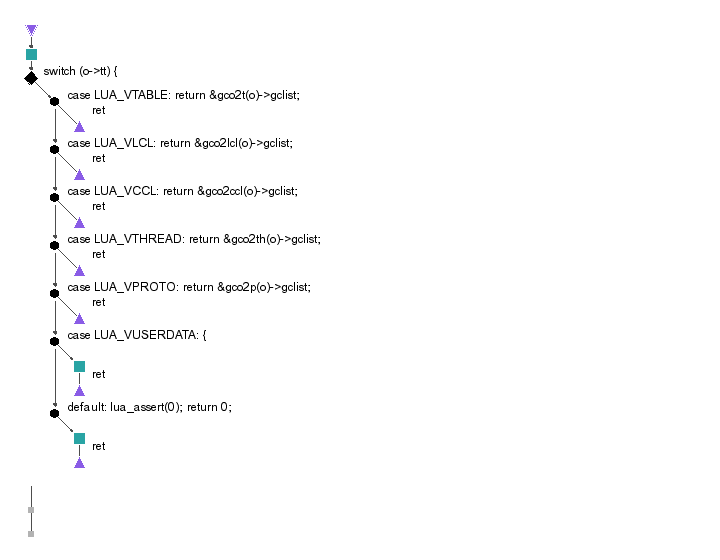 switch (o->tt) {
case LUA_VTABLE: return &gco2t(o)->gclist;
ret
case LUA_VLCL: return &gco2lcl(o)->gclist;
ret
case LUA_VCCL: return &gco2ccl(o)->gclist;
ret
case LUA_VTHREAD: return &gco2th(o)->gclist;
ret
case LUA_VPROTO: return &gco2p(o)->gclist;
ret
case LUA_VUSERDATA: {
ret
default: lua_assert(0); return 0;
ret